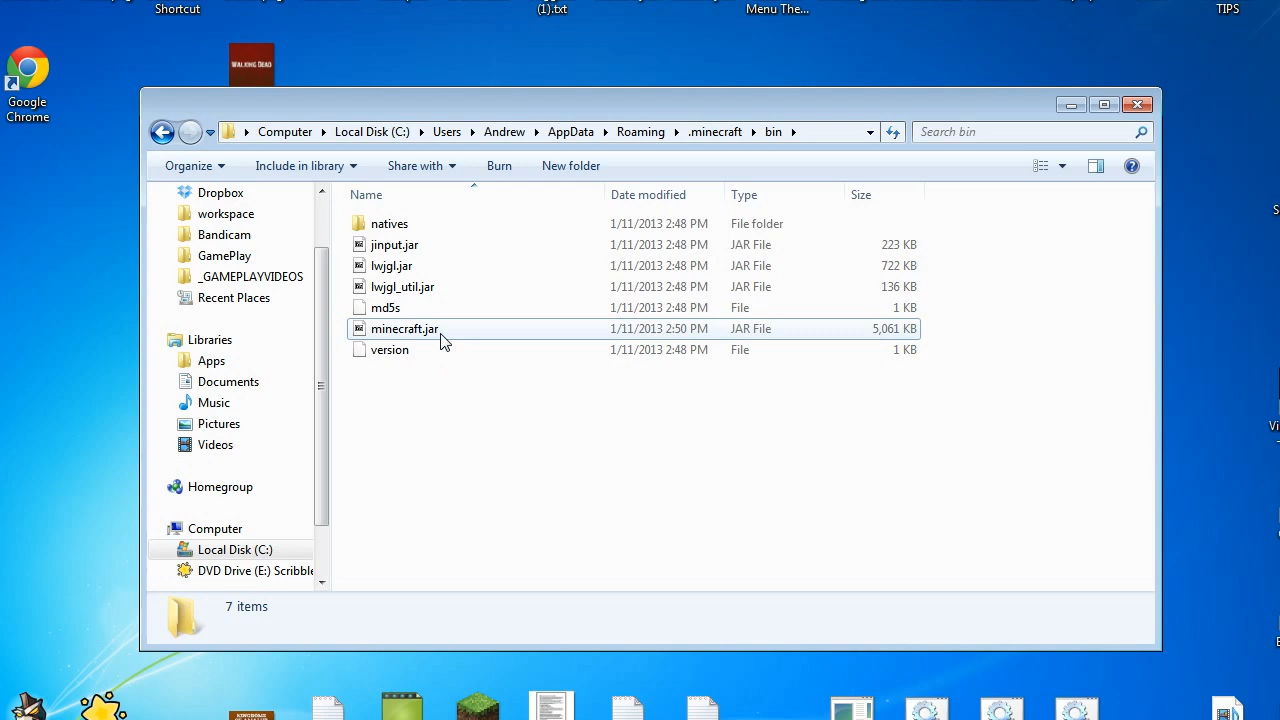 Shortcut
(1).txt
Menu The...
TIPS
WALKING DEAD
Google
Chrome
Computer Local Disk (C:) Users Andrew AppData Roaming .minecraft bin
Search bin
Organize Include in library Share with Burn New folder
Name Date modified Type Size
Dropbox
workspace
Bandicam
GamePlay
_GAMEPLAYVIDEOS
Recent Places
Libraries
Apps
Documents
Music
Pictures
Videos
Homegroup
Computer
Local Disk (C:)
DVD Drive (E:) Scribble
natives 1/11/2013 2:48 PM File folder
jinput.jar 1/11/2013 2:48 PM JAR File 223 KB
lwjgl.jar 1/11/2013 2:48 PM JAR File 722 KB
lwjgl_util.jar 1/11/2013 2:48 PM JAR File 136 KB
md5s 1/11/2013 2:48 PM File 1 KB
minecraft.jar 1/11/2013 2:50 PM JAR File 5,061 KB
version 1/11/2013 2:48 PM File 1 KB
7 items